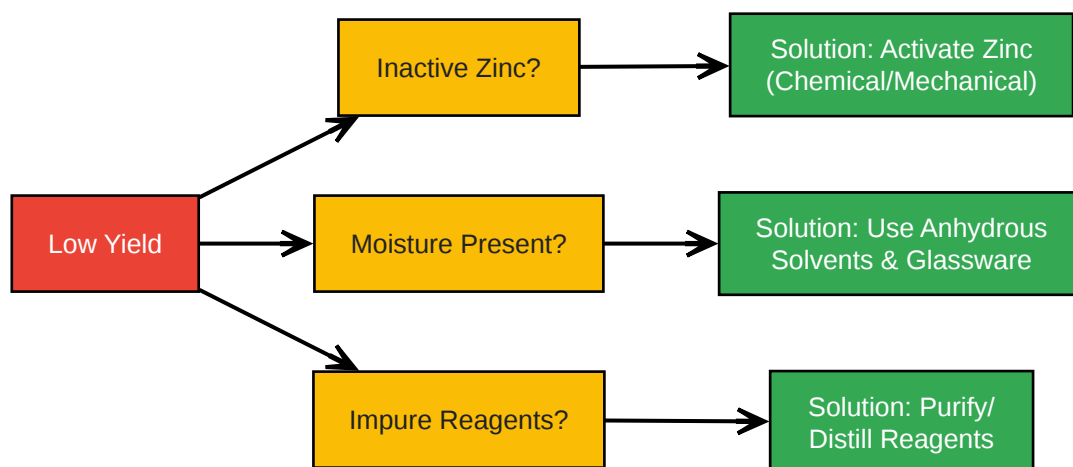 Inactive Zinc?
Solution: Activate Zinc
(Chemical/Mechanical)
Low Yield
Moisture Present?
Solution: Use Anhydrous
Solvents & Glassware
Impure Reagents?
Solution: Purify/
Distill Reagents